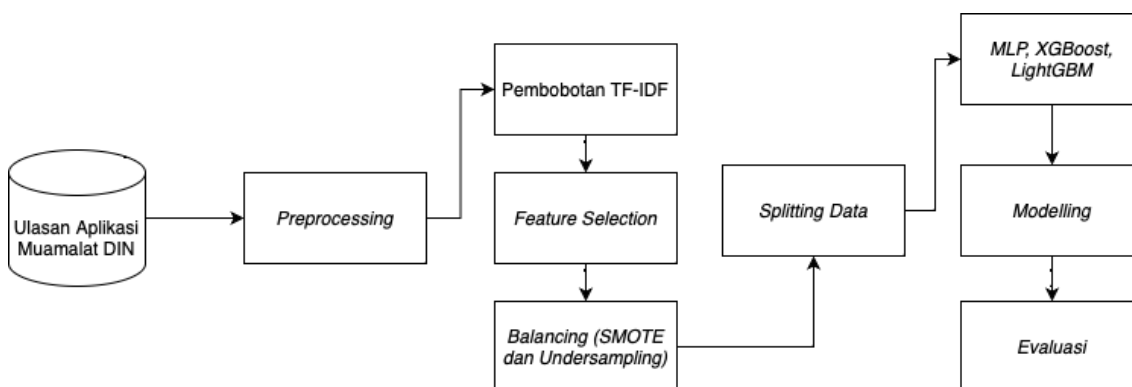 Ulasan Aplikasi
Muamalat DIN
Preprocessing
Pembobotan TF-IDF
Feature Selection
Balancing (SMOTE
dan Undersampling)
Splitting Data
MLP, XGBoost,
LightGBM
Modelling
Evaluasi